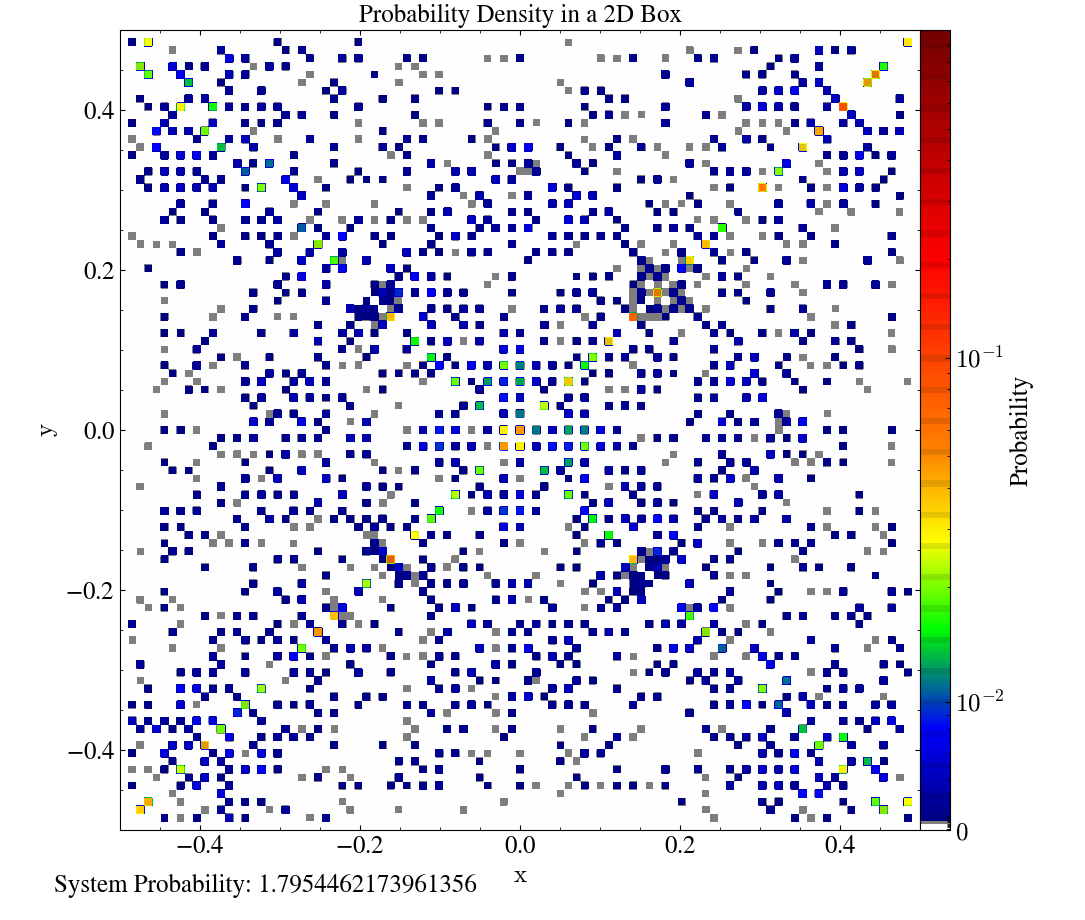 Probability Density in a 2D Box
0.4
0.2
0.0
−0.2
−0.4
y
−0.4 −0.2 0.0 0.2 0.4
x
10⁻¹
10⁻²
0
Probability
System Probability: 1.7954462173961356